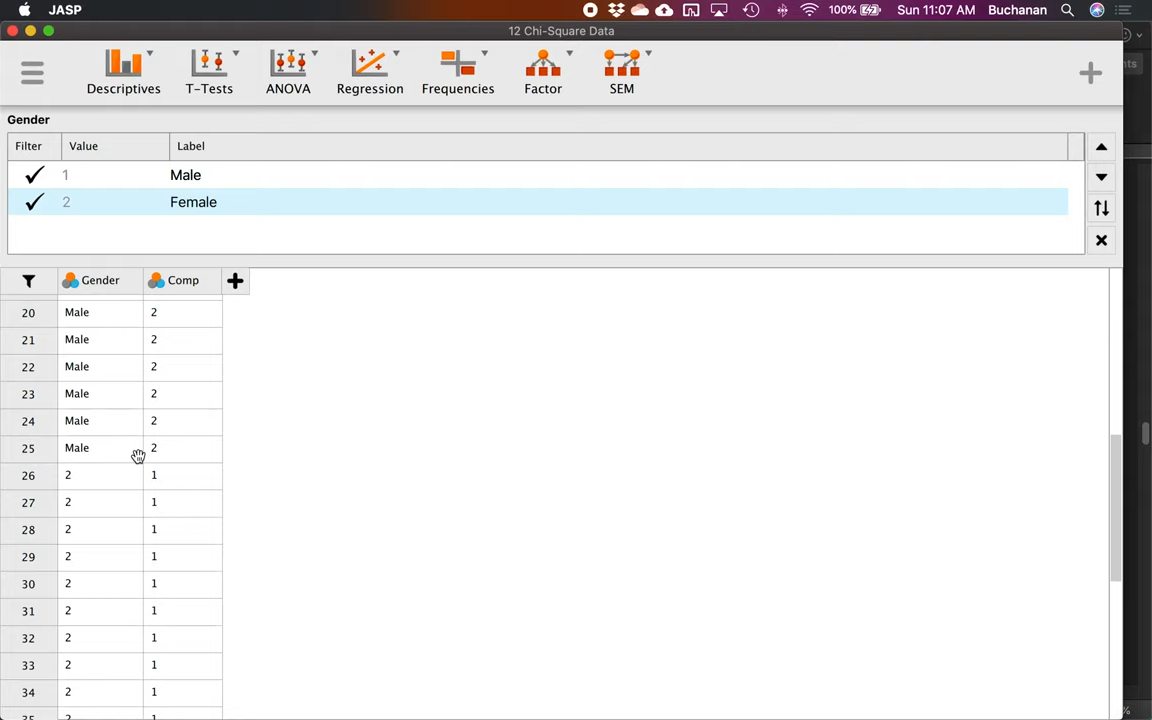 JASP 100% Sun 11:07 AM Buchanan
12 Chi-Square Data
Descriptives T-Tests ANOVA Regression Frequencies Factor SEM
Gender
Filter Value Label
1 Male
2 Female
Gender Comp
20 Male 2
21 Male 2
22 Male 2
23 Male 2
24 Male 2
25 Male 2
26 2 1
27 2 1
28 2 1
29 2 1
30 2 1
31 2 1
32 2 1
33 2 1
34 2 1
35 2 1